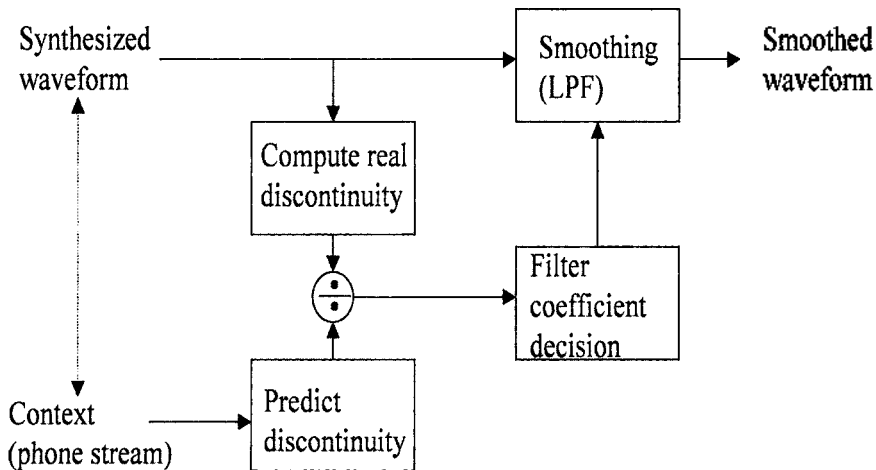 Synthesized
waveform
Smoothing
(LPF)
Smoothed
waveform
Compute real
discontinuity
÷
Filter
coefficient
decision
Context
(phone stream)
Predict
discontinuity